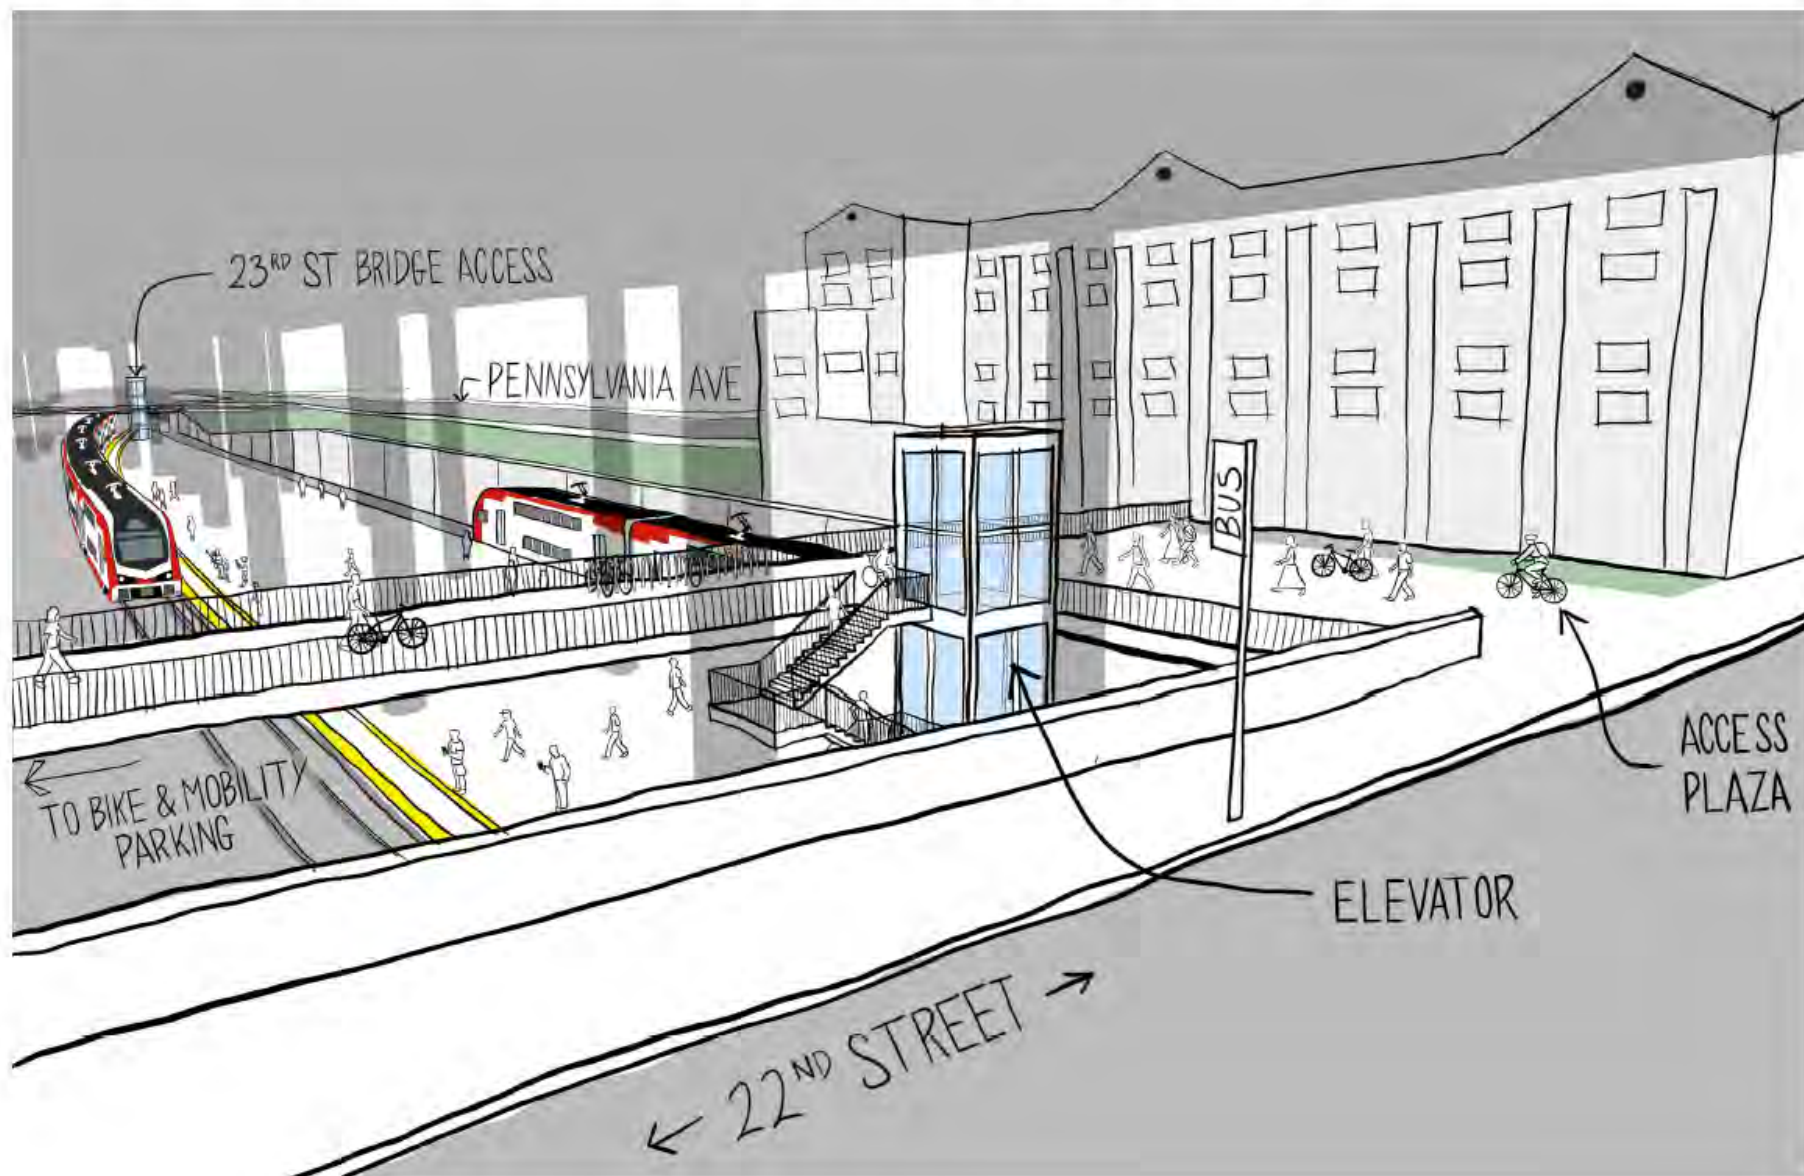 23RD ST BRIDGE ACCESS
PENNSYLVANIA AVE
BUS
TO BIKE & MOBILITY
PARKING
ACCESS
PLAZA
ELEVATOR
22ND STREET